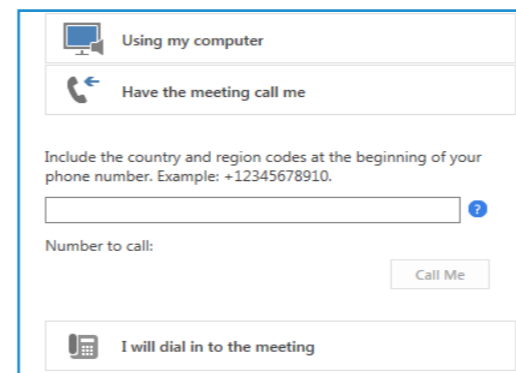 Using my computer
Have the meeting call me
Include the country and region codes at the beginning of your
phone number. Example: +12345678910.
?
Number to call:
Call Me
I will dial in to the meeting